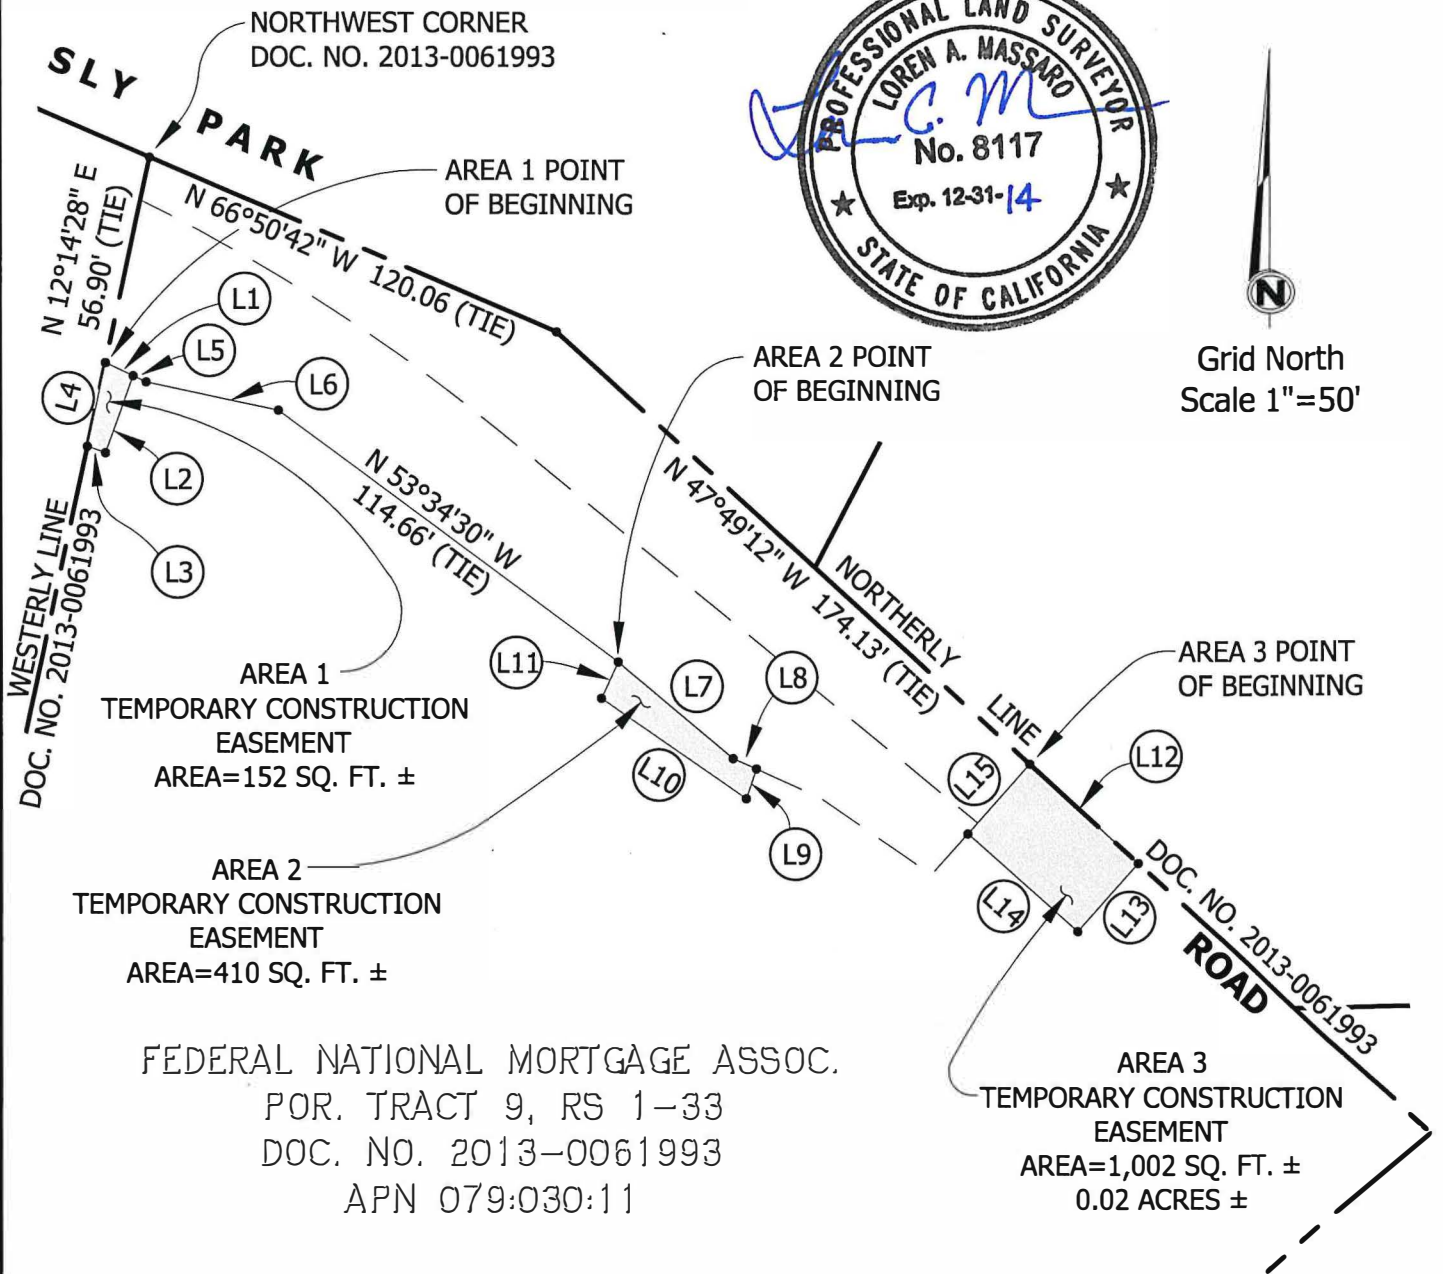 NORTHWEST CORNER
DOC. NO. 2013-0061993
SLY PARK
PROFESSIONAL LAND SURVEYOR
LOREN A. MASSARO
No. 8117
Exp. 12-31-14
STATE OF CALIFORNIA
N
Grid North
Scale 1"=50'
AREA 1 POINT
OF BEGINNING
N 12°14'28" E
56.90' (TIE)
N 66°50'42" W 120.06 (TIE)
L1
L5
L6
L4
L2
L3
AREA 2 POINT
OF BEGINNING
N 53°34'30" W
114.66' (TIE)
N 47°49'12" W 174.13' (TIE)
NORTHERLY
LINE
DOC. NO. 2013-0061993
WESTERLY LINE
DOC. NO. 2013-0061993
AREA 3 POINT
OF BEGINNING
L11
L7
L8
L10
L9
L15
L12
L14
L13
ROAD
AREA 1
TEMPORARY CONSTRUCTION
EASEMENT
AREA=152 SQ. FT. ±
AREA 2
TEMPORARY CONSTRUCTION
EASEMENT
AREA=410 SQ. FT. ±
FEDERAL NATIONAL MORTGAGE ASSOC.
POR. TRACT 9, RS 1-33
DOC. NO. 2013-0061993
APN 079:030:11
AREA 3
TEMPORARY CONSTRUCTION
EASEMENT
AREA=1,002 SQ. FT. ±
0.02 ACRES ±